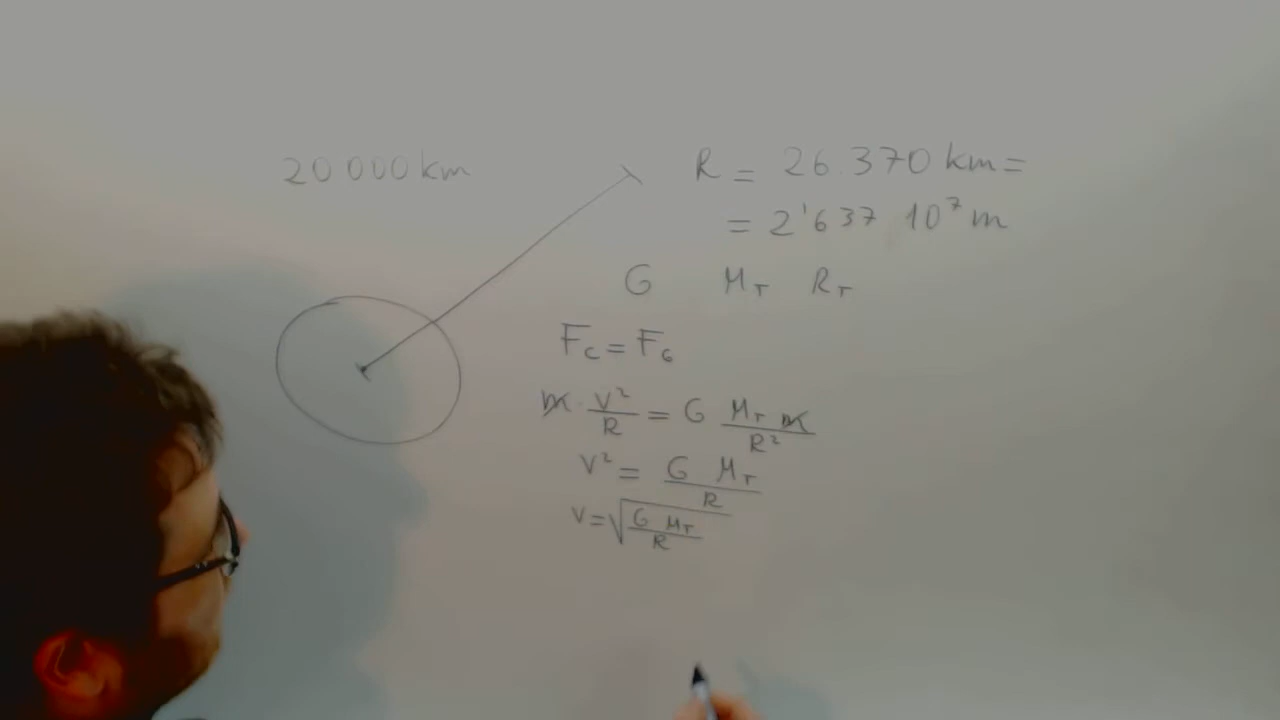 20 000 km
R = 26.370 km =
= 2'637 10⁷ m
G M_T R_T
F_c = F_G
m · v²/R = G M_T m/R²
v² = G M_T/R
v = √(G M_T/R)